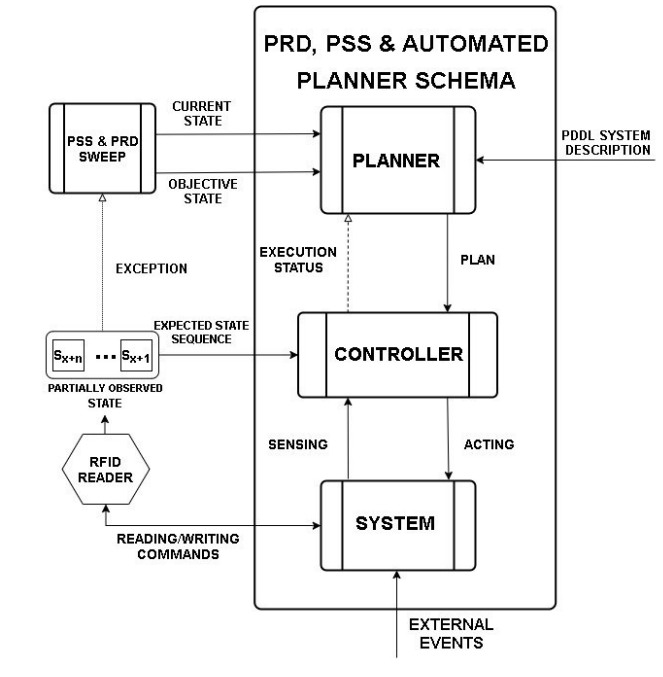 PRD, PSS & AUTOMATED
PLANNER SCHEMA
CURRENT
STATE
PSS & PRD
SWEEP
PLANNER
PDDL SYSTEM
DESCRIPTION
OBJECTIVE
STATE
EXCEPTION
EXECUTION
STATUS
PLAN
EXPECTED STATE
SEQUENCE
Sx+n ... Sx+1
CONTROLLER
PARTIALLY OBSERVED
STATE
SENSING
ACTING
RFID
READER
SYSTEM
READING/WRITING
COMMANDS
EXTERNAL
EVENTS